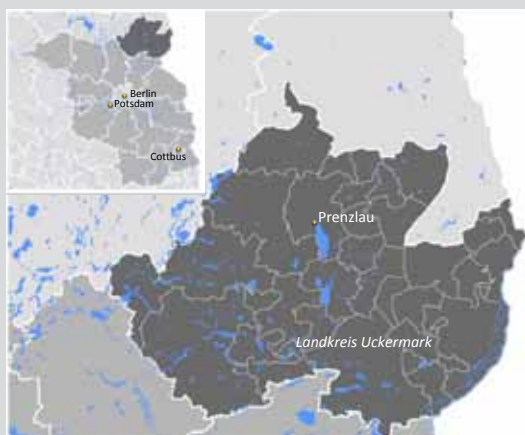 Berlin
Potsdam
Cottbus
Prenzlau
Landkreis Uckermark